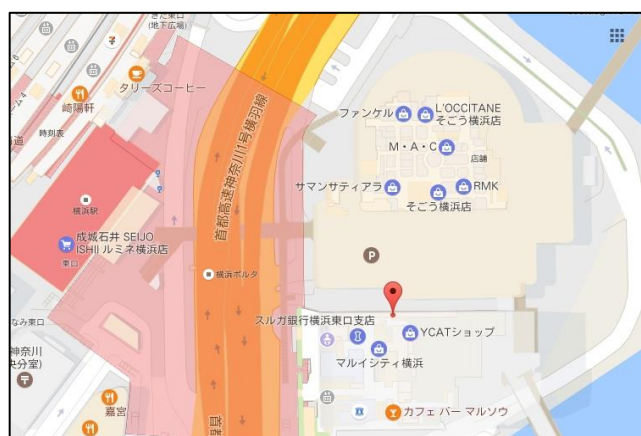 きた東口
(地下広場)
タリーズコーヒー
崎陽軒
時刻表
横浜駅
成城石井 SEIJO
ISHII ルミネ横浜店
東口
なみ東口
神奈川
央分室)
嘉宮
首都高速神奈川1号横羽線
横浜ポルタ
ファンケル
L'OCCITANE
そごう横浜店
M・A・C
店舗
サマンサティアラ
RMK
そごう横浜店
P
スルガ銀行横浜東口支店
YCATショップ
マルイシティ横浜
カフェ バー マルソウ